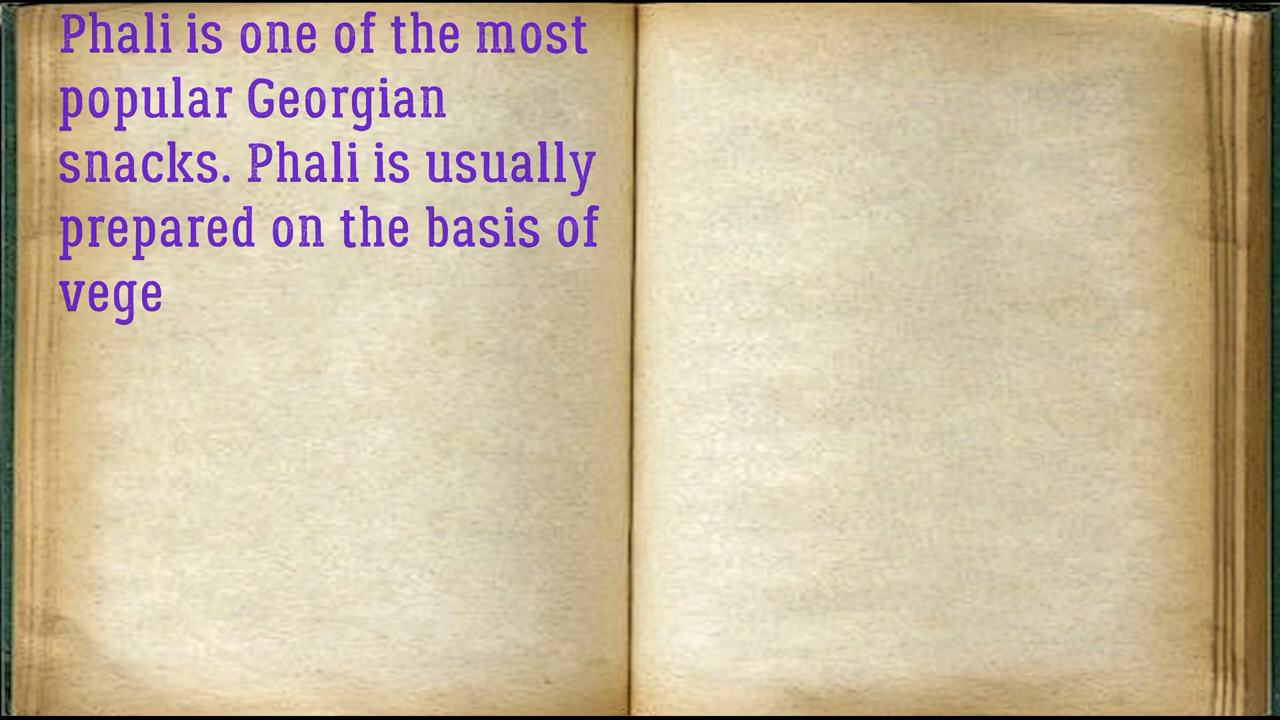 Phali is one of the most
popular Georgian
snacks. Phali is usually
prepared on the basis of
vege